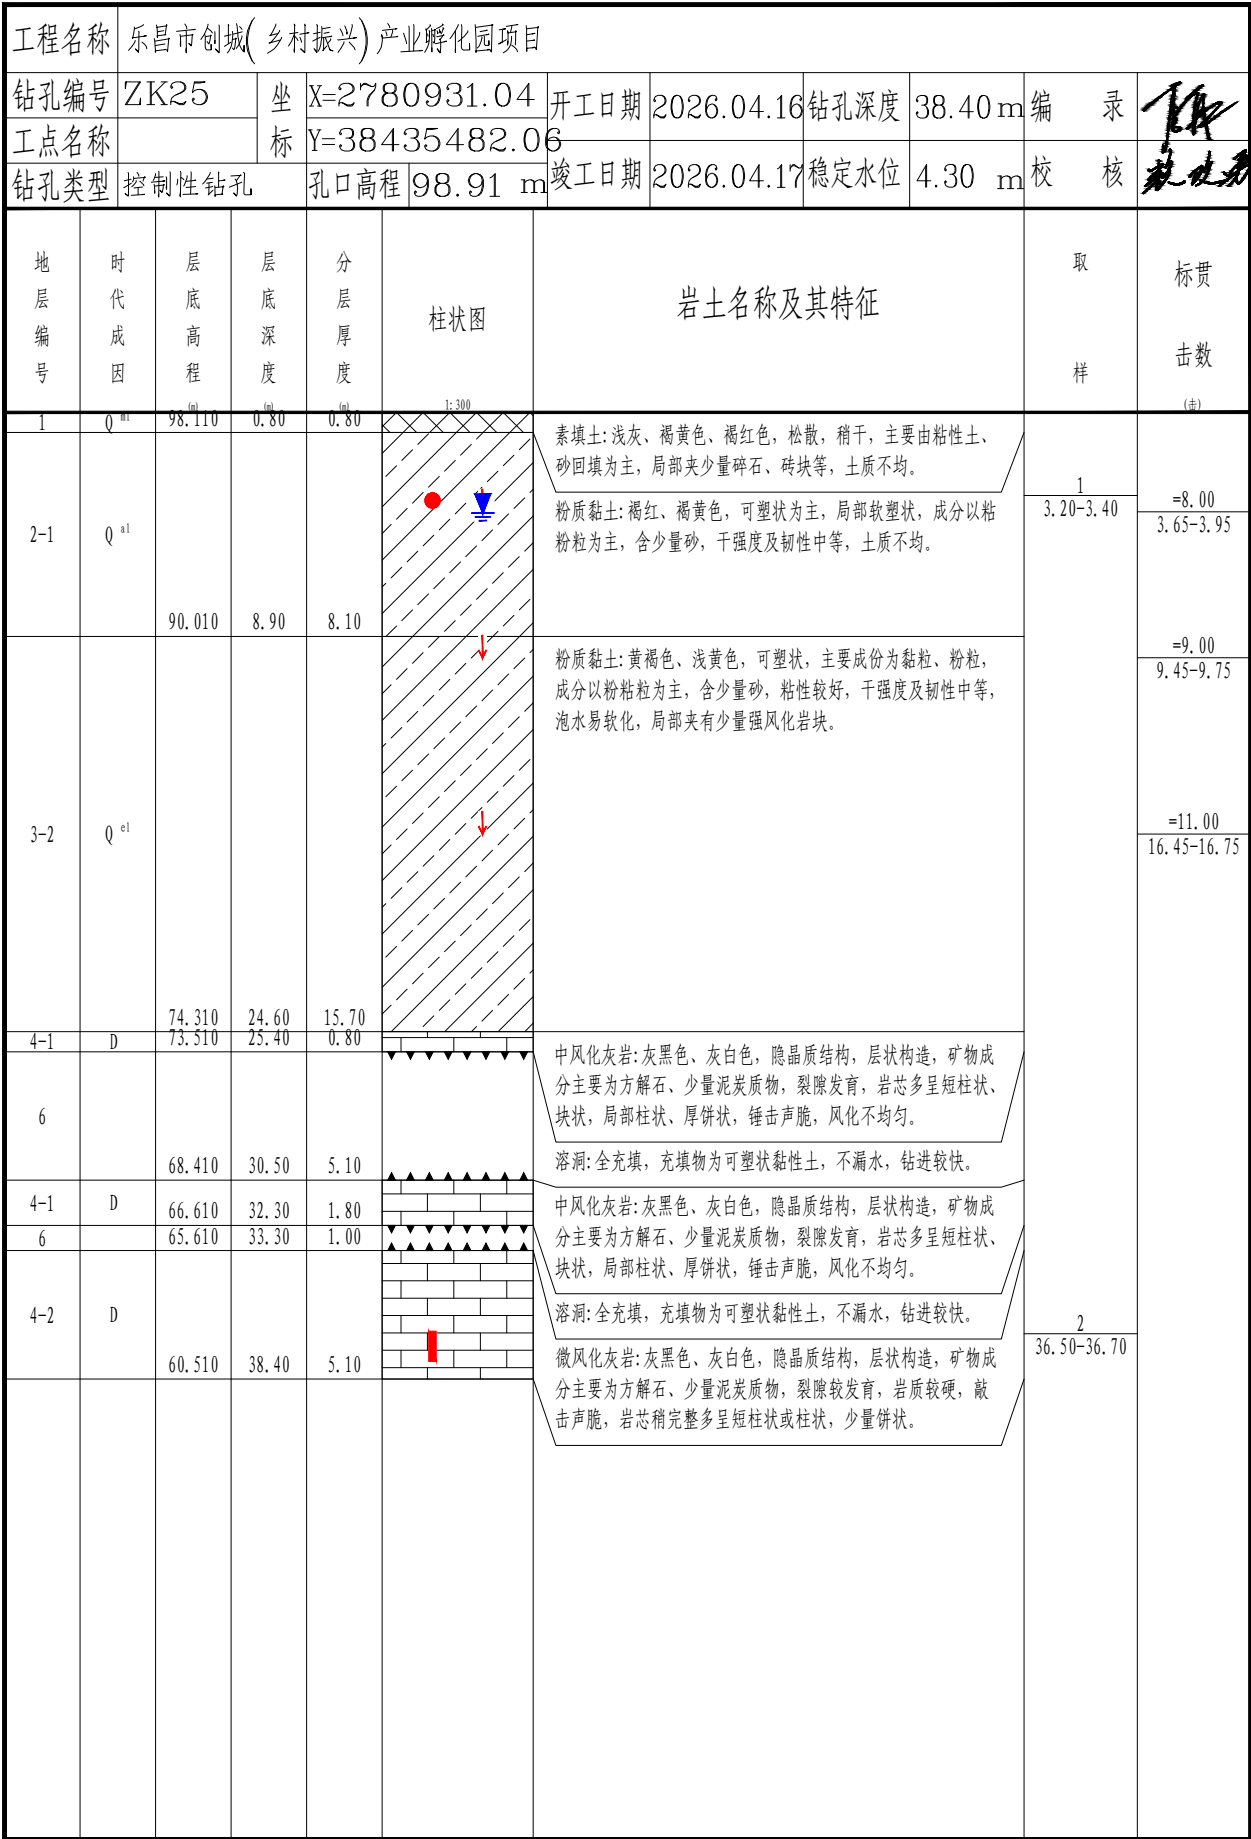 工程名称 乐昌市创城(乡村振兴)产业孵化园项目
钻孔编号 ZK25 坐标 X=2780931.04 开工日期 2026.04.16 钻孔深度 38.40 m 编 录
工点名称 Y=38435482.06
钻孔类型 控制性钻孔 孔口高程 98.91 m 竣工日期 2026.04.17 稳定水位 4.30 m 校 核
地层编号 时代成因 层底高程(m) 层底深度(m) 分层厚度(m) 柱状图 1:300 岩土名称及其特征 取样 标贯击数(击)
1 Q ml 98.110 0.80 0.80
素填土:浅灰、褐黄色、褐红色，松散，稍干，主要由粘性土、
砂回填为主，局部夹少量碎石、砖块等，土质不均。
2-1 Q al 90.010 8.90 8.10
粉质黏土:褐红、褐黄色，可塑状为主，局部软塑状，成分以粘
粉粒为主，含少量砂，干强度及韧性中等，土质不均。
1
3.20-3.40
=8.00
3.65-3.95
3-2 Q el 74.310 24.60 15.70
粉质黏土:黄褐色、浅黄色，可塑状，主要成份为黏粒、粉粒，
成分以粉粘粒为主，含少量砂，粘性较好，干强度及韧性中等，
泡水易软化，局部夹有少量强风化岩块。
=9.00
9.45-9.75
=11.00
16.45-16.75
4-1 D 73.510 25.40 0.80
中风化灰岩:灰黑色、灰白色，隐晶质结构，层状构造，矿物成
分主要为方解石、少量泥炭质物，裂隙发育，岩芯多呈短柱状、
块状，局部柱状、厚饼状，锤击声脆，风化不均匀。
6 68.410 30.50 5.10
溶洞:全充填，充填物为可塑状黏性土，不漏水，钻进较快。
4-1 D 66.610 32.30 1.80
中风化灰岩:灰黑色、灰白色，隐晶质结构，层状构造，矿物成
分主要为方解石、少量泥炭质物，裂隙发育，岩芯多呈短柱状、
块状，局部柱状、厚饼状，锤击声脆，风化不均匀。
6 65.610 33.30 1.00
溶洞:全充填，充填物为可塑状黏性土，不漏水，钻进较快。
4-2 D 60.510 38.40 5.10
微风化灰岩:灰黑色、灰白色，隐晶质结构，层状构造，矿物成
分主要为方解石、少量泥炭质物，裂隙较发育，岩质较硬，敲
击声脆，岩芯稍完整多呈短柱状或柱状，少量饼状。
2
36.50-36.70